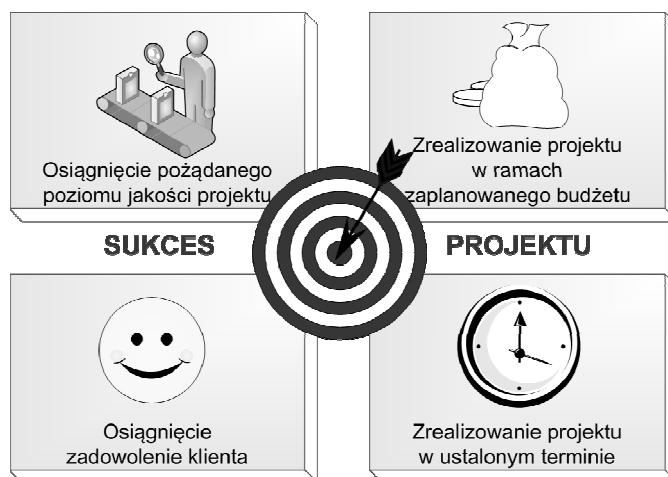 Osiągnięcie pożądanego
poziomu jakości projektu
Zrealizowanie projektu
w ramach
zaplanowanego budżetu
SUKCES PROJEKTU
Osiągnięcie
zadowolenie klienta
Zrealizowanie projektu
w ustalonym terminie